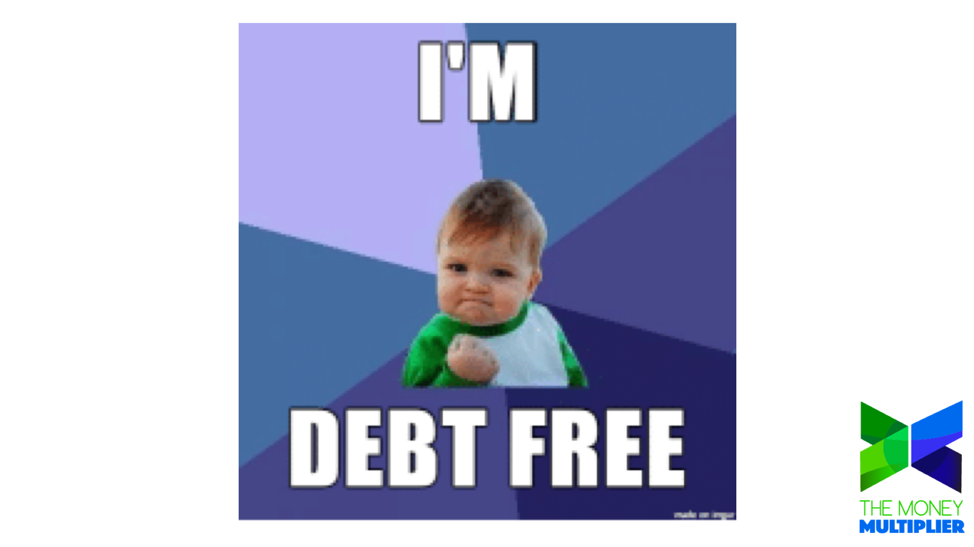 I'M
DEBT FREE
made on imgur
THE MONEY
MULTIPLIER